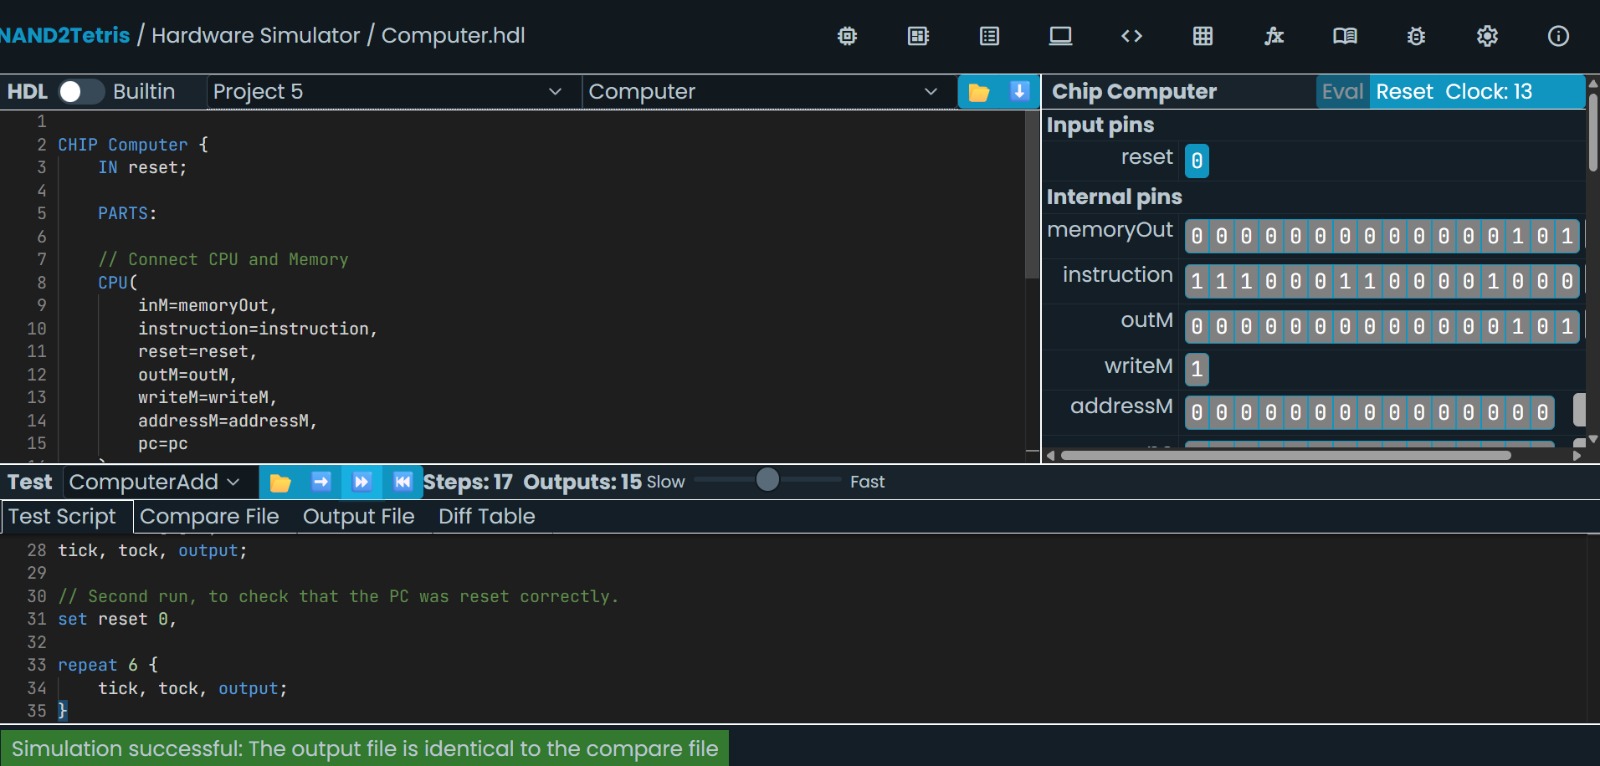 NAND2Tetris / Hardware Simulator / Computer.hdl
HDL Builtin Project 5 Computer
1
2 CHIP Computer {
3 IN reset;
4
5 PARTS:
6
7 // Connect CPU and Memory
8 CPU(
9 inM=memoryOut,
10 instruction=instruction,
11 reset=reset,
12 outM=outM,
13 writeM=writeM,
14 addressM=addressM,
15 pc=pc
Chip Computer Eval Reset Clock: 13
Input pins
reset 0
Internal pins
memoryOut 0 0 0 0 0 0 0 0 0 0 0 0 0 1 0 1
instruction 1 1 1 0 0 0 1 1 0 0 0 0 1 0 0 0
outM 0 0 0 0 0 0 0 0 0 0 0 0 0 1 0 1
writeM 1
addressM 0 0 0 0 0 0 0 0 0 0 0 0 0 0 0
Test ComputerAdd Steps: 17 Outputs: 15 Slow Fast
Test Script Compare File Output File Diff Table
28 tick, tock, output;
29
30 // Second run, to check that the PC was reset correctly.
31 set reset 0,
32
33 repeat 6 {
34 tick, tock, output;
35 }
Simulation successful: The output file is identical to the compare file